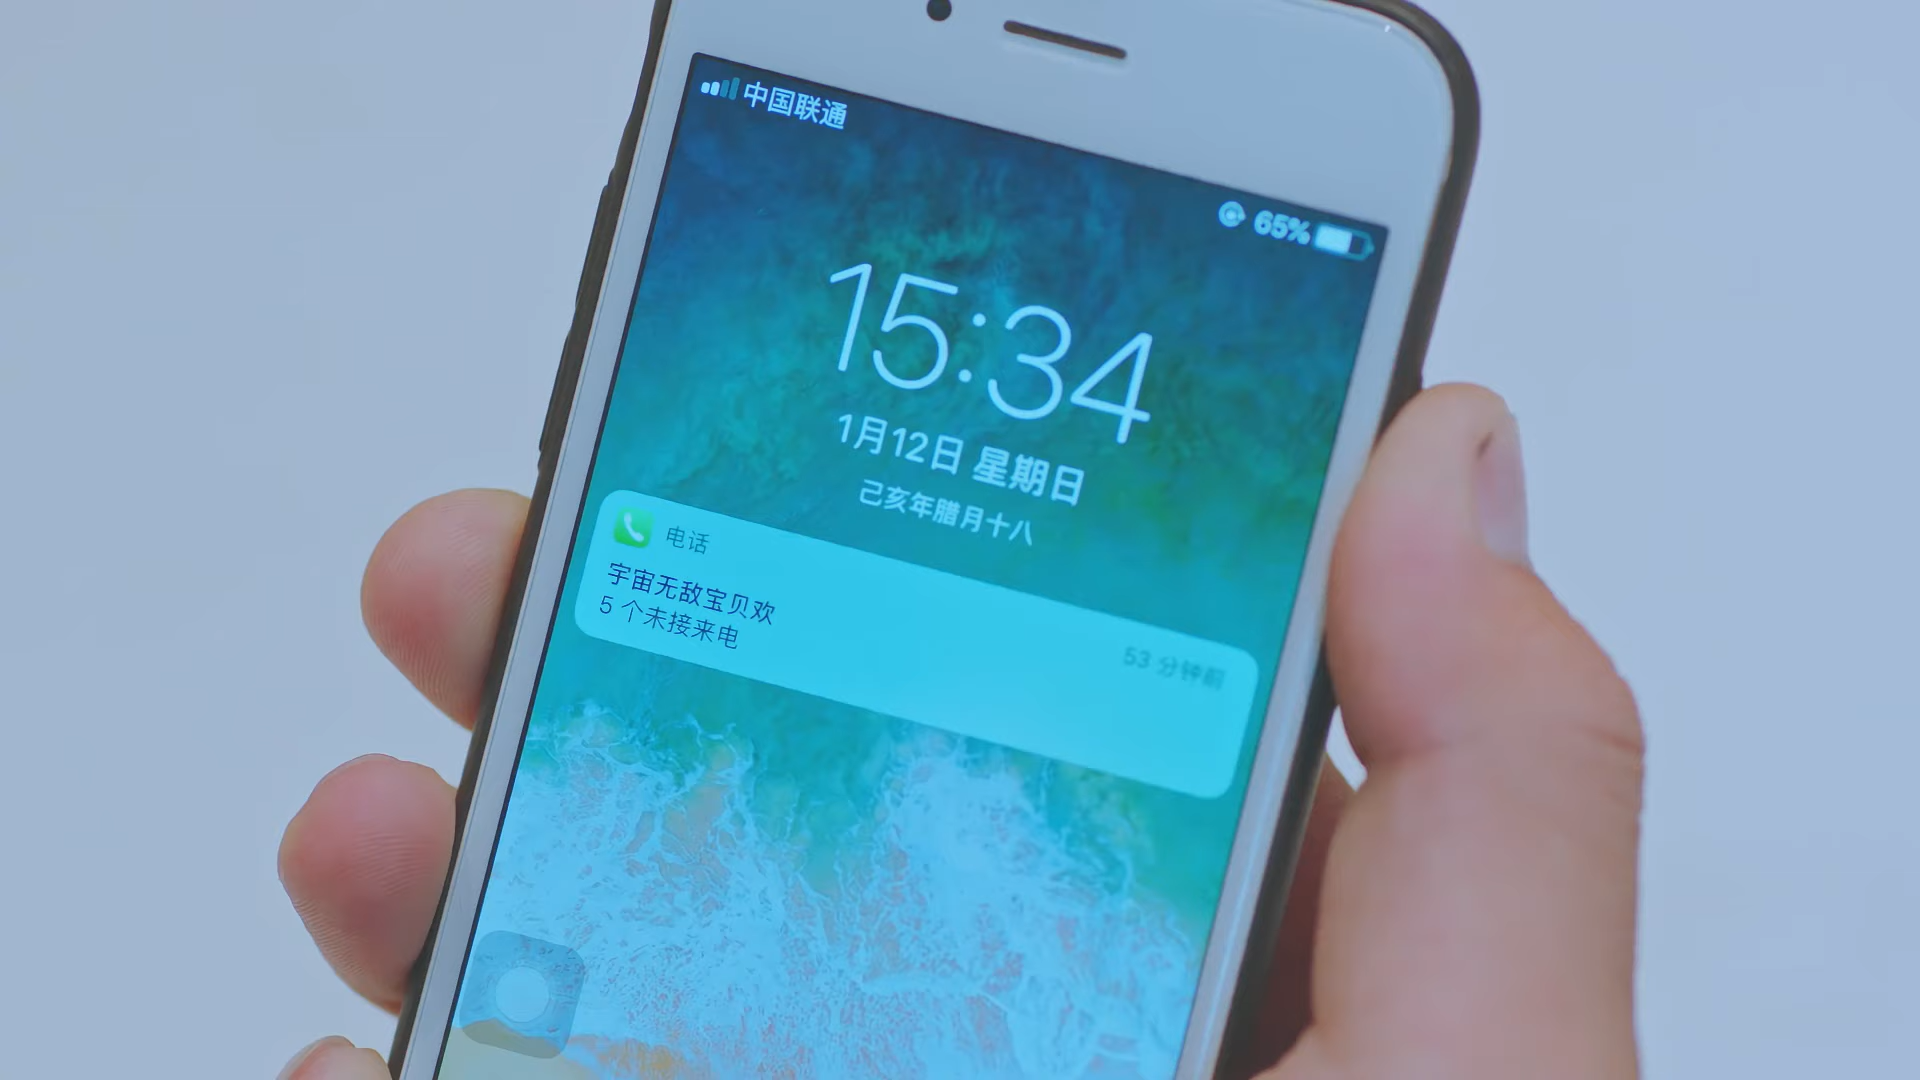 中国联通
65%
15:34
1月12日 星期日
己亥年腊月十八
电话
53 分钟前
宇宙无敌宝贝欢
5 个未接来电